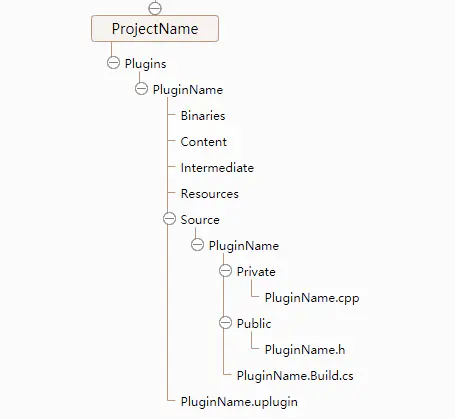 ProjectName
Plugins
PluginName
Binaries
Content
Intermediate
Resources
Source
PluginName
Private
PluginName.cpp
Public
PluginName.h
PluginName.Build.cs
PluginName.uplugin